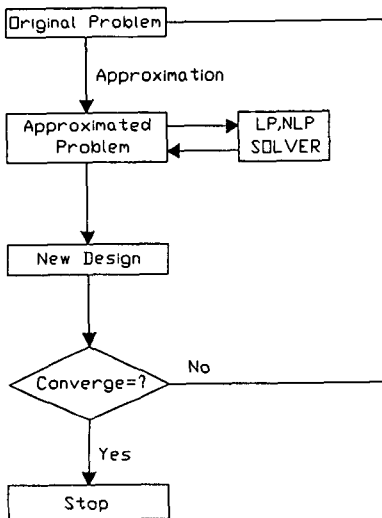 Original Problem
Approximation
Approximated
Problem
LP,NLP
SOLVER
New Design
Converge=?
No
Yes
Stop